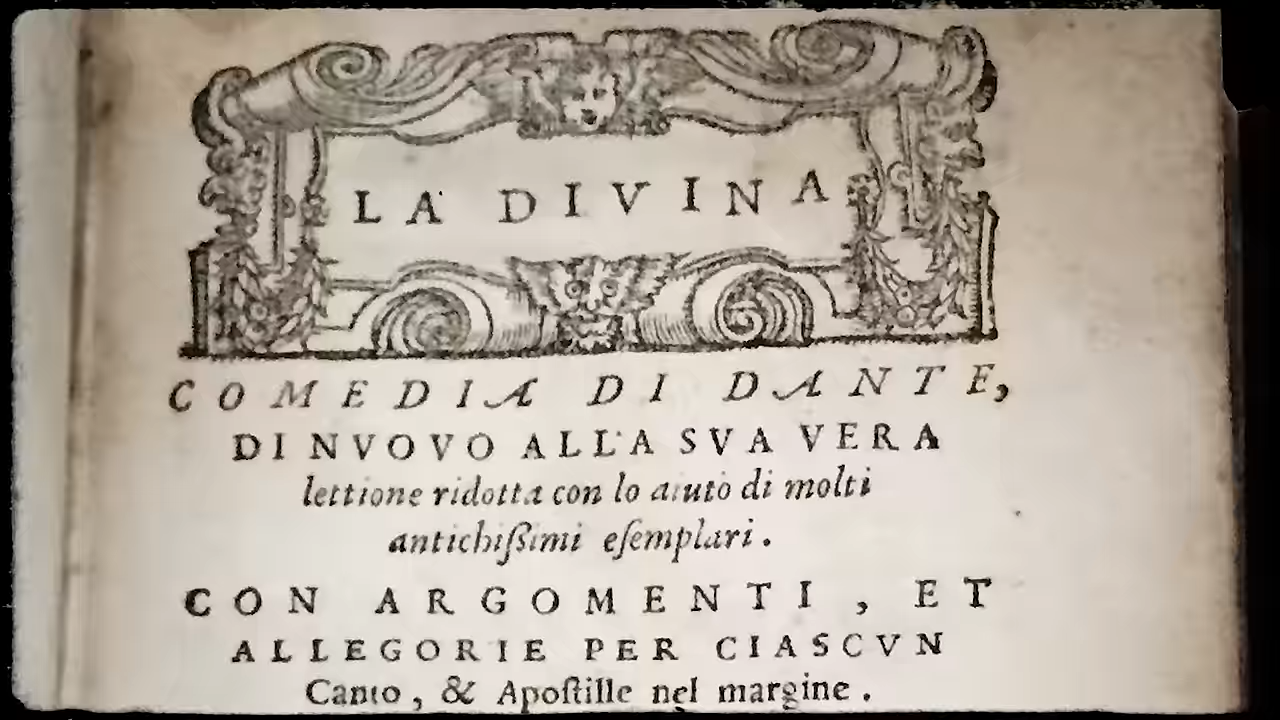 LA DIVINA
COMEDIA DI DANTE,
DI NVOVO ALLA SVA VERA
lettione ridotta con lo aiuto di molti
antichißimi eſemplari.
CON ARGOMENTI, ET
ALLEGORIE PER CIASCVN
Canto, & Apoſtille nel margine.